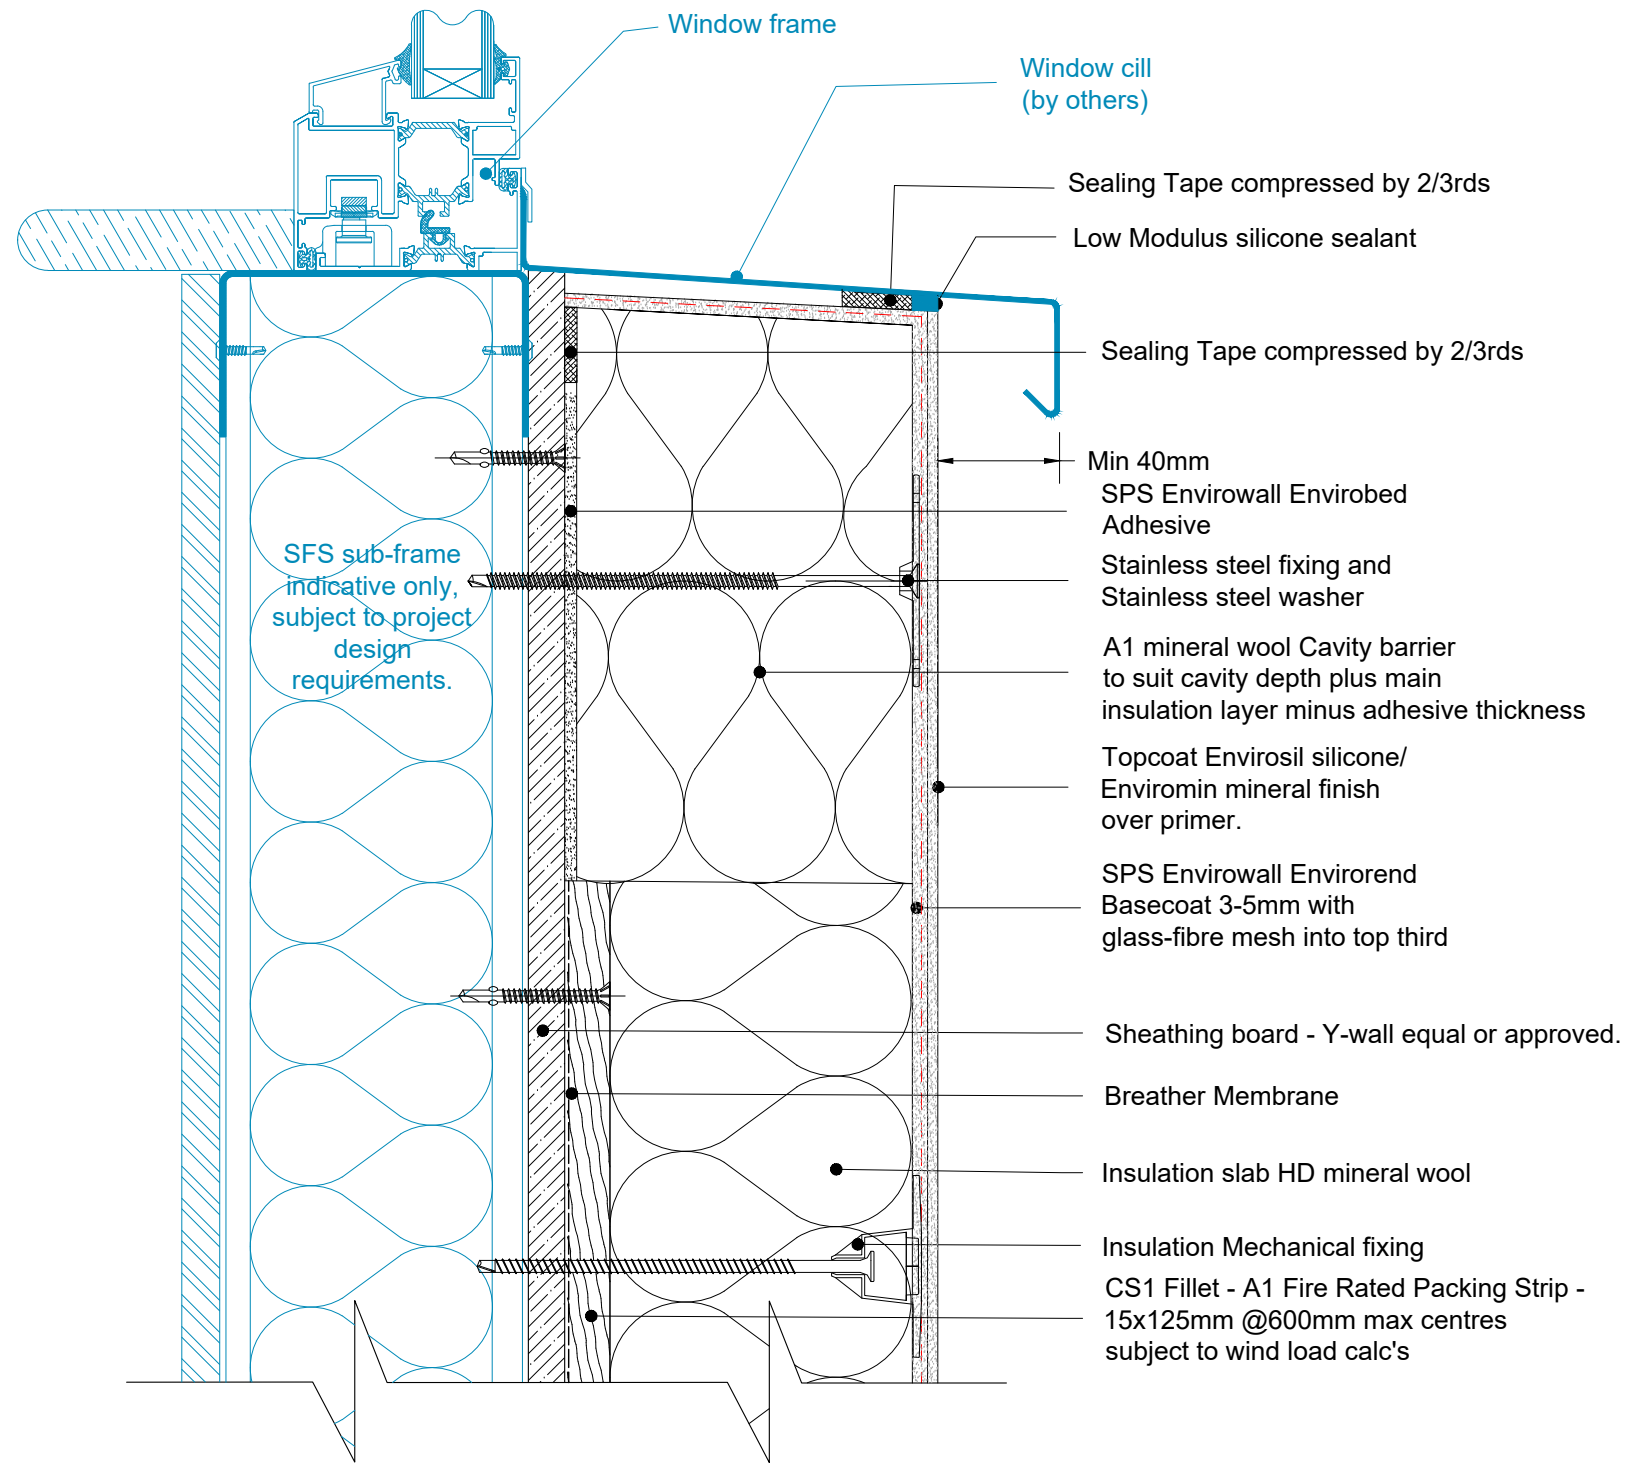 Window frame
Window cill
(by others)
Sealing Tape compressed by 2/3rds
Low Modulus silicone sealant
Sealing Tape compressed by 2/3rds
Min 40mm
SPS Envirowall Envirobed
Adhesive
SFS sub-frame
indicative only,
subject to project
design
requirements.
Stainless steel fixing and
Stainless steel washer
A1 mineral wool Cavity barrier
to suit cavity depth plus main
insulation layer minus adhesive thickness
Topcoat Envirosil silicone/
Enviromin mineral finish
over primer.
SPS Envirowall Envirorend
Basecoat 3-5mm with
glass-fibre mesh into top third
Sheathing board - Y-wall equal or approved.
Breather Membrane
Insulation slab HD mineral wool
Insulation Mechanical fixing
CS1 Fillet - A1 Fire Rated Packing Strip -
15x125mm @600mm max centres
subject to wind load calc's